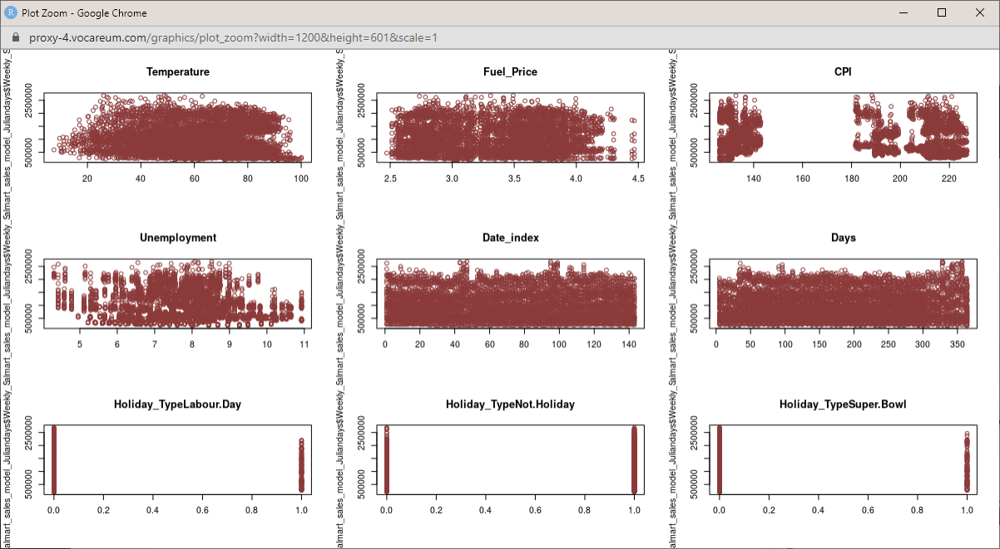 Plot Zoom - Google Chrome
proxy-4.vocareum.com/graphics/plot_zoom?width=1200&height=601&scale=1
Temperature
Fuel_Price
CPI
500000 2500000
500000 2500000
500000 2500000
20 40 60 80 100
2.5 3.0 3.5 4.0 4.5
140 160 180 200 220
Unemployment
Date_index
Days
500000 2500000
500000 2500000
500000 2500000
5 6 7 8 9 10 11
0 20 40 60 80 100 120 140
0 50 100 150 200 250 300 350
Holiday_TypeLabour.Day
Holiday_TypeNot.Holiday
Holiday_TypeSuper.Bowl
500000 2500000
500000 2500000
500000 2500000
0.0 0.2 0.4 0.6 0.8 1.0
0.0 0.2 0.4 0.6 0.8 1.0
0.0 0.2 0.4 0.6 0.8 1.0